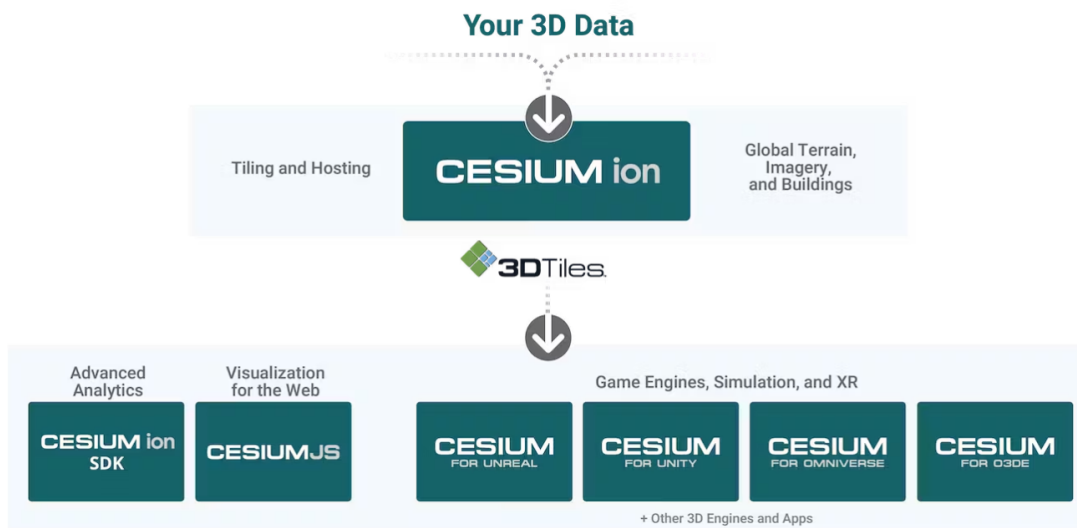 Your 3D Data
Tiling and Hosting
CESIUM ion
Global Terrain,
Imagery,
and Buildings
3DTiles.
Advanced
Analytics
Visualization
for the Web
Game Engines, Simulation, and XR
CESIUM ion
SDK
CESIUMJS
CESIUM
FOR UNREAL
CESIUM
FOR UNITY
CESIUM
FOR OMNIVERSE
CESIUM
FOR O3DE
+ Other 3D Engines and Apps